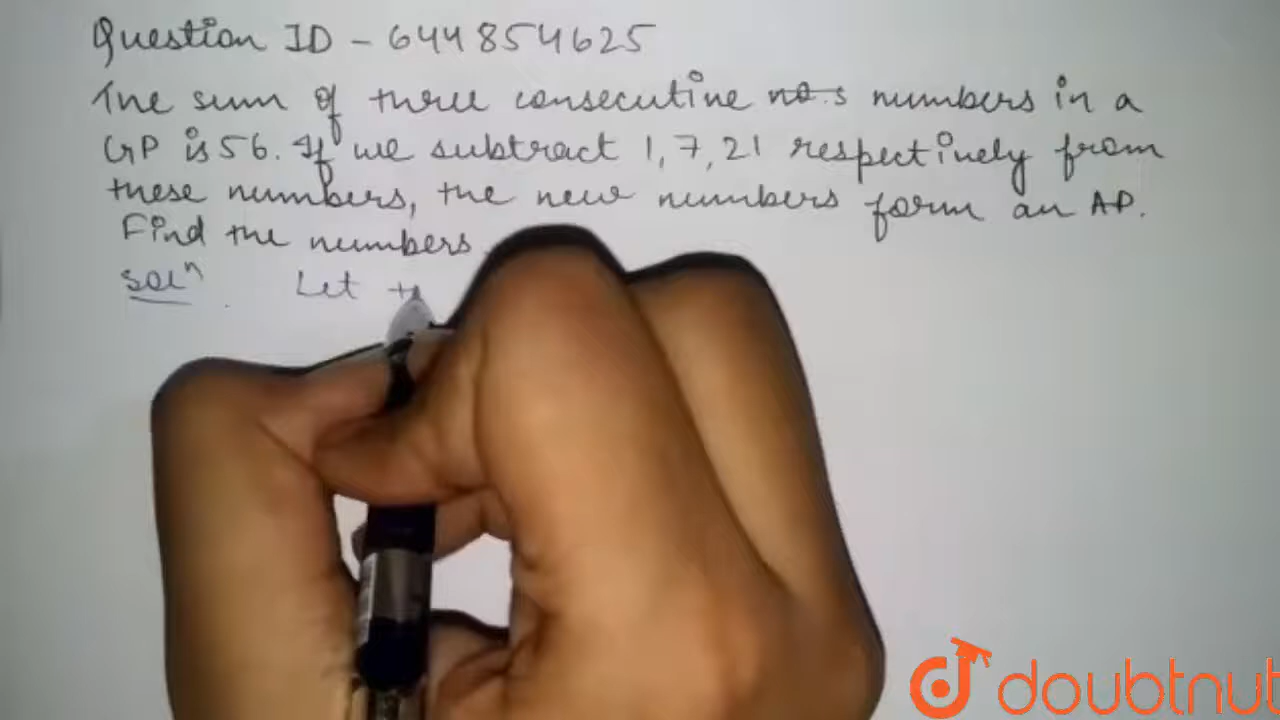 Question ID - 644854625
The sum of three consecutive no.s numbers in a
GP is 56. If we subtract 1, 7, 21 respectively from
these numbers, the new numbers form an AP.
Find the numbers
Solⁿ. Let
doubtnut